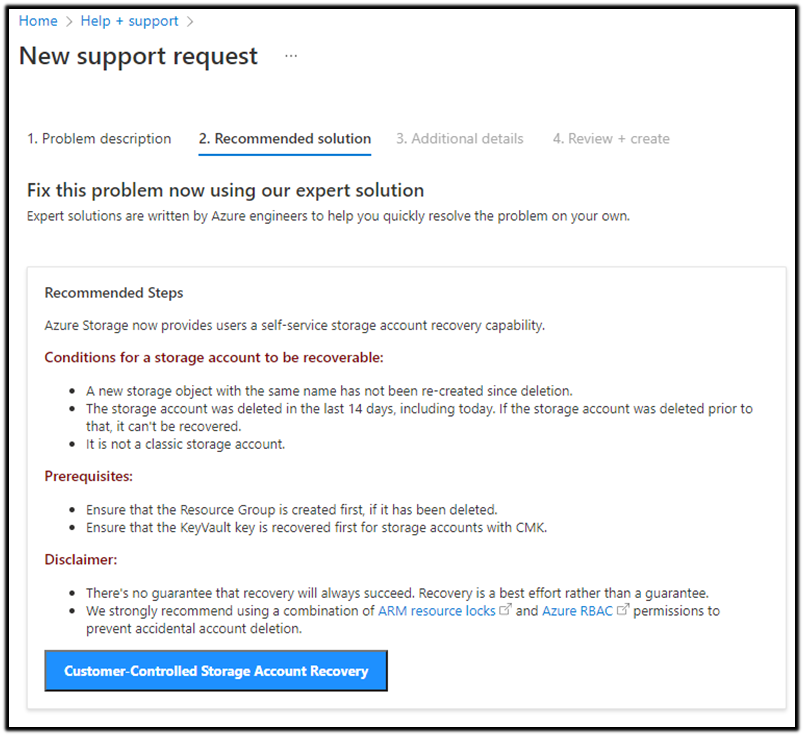 Home > Help + support >
New support request ...
1. Problem description 2. Recommended solution 3. Additional details 4. Review + create
Fix this problem now using our expert solution
Expert solutions are written by Azure engineers to help you quickly resolve the problem on your own.
Recommended Steps
Azure Storage now provides users a self-service storage account recovery capability.
Conditions for a storage account to be recoverable:
• A new storage object with the same name has not been re-created since deletion.
• The storage account was deleted in the last 14 days, including today. If the storage account was deleted prior to
that, it can't be recovered.
• It is not a classic storage account.
Prerequisites:
• Ensure that the Resource Group is created first, if it has been deleted.
• Ensure that the KeyVault key is recovered first for storage accounts with CMK.
Disclaimer:
• There's no guarantee that recovery will always succeed. Recovery is a best effort rather than a guarantee.
• We strongly recommend using a combination of ARM resource locks and Azure RBAC permissions to
prevent accidental account deletion.
Customer-Controlled Storage Account Recovery